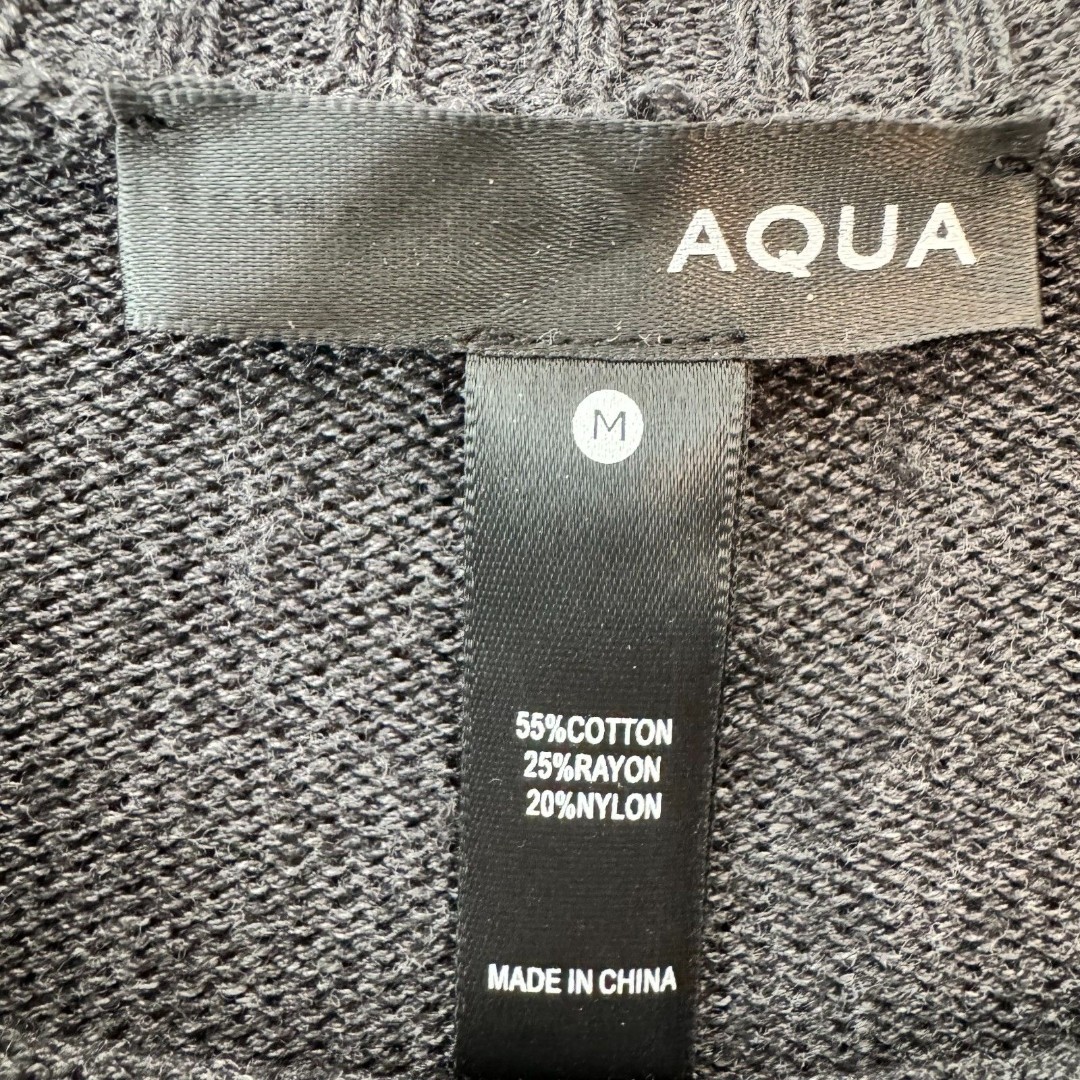 AQUA
M
55%COTTON
25%RAYON
20%NYLON
MADE IN CHINA